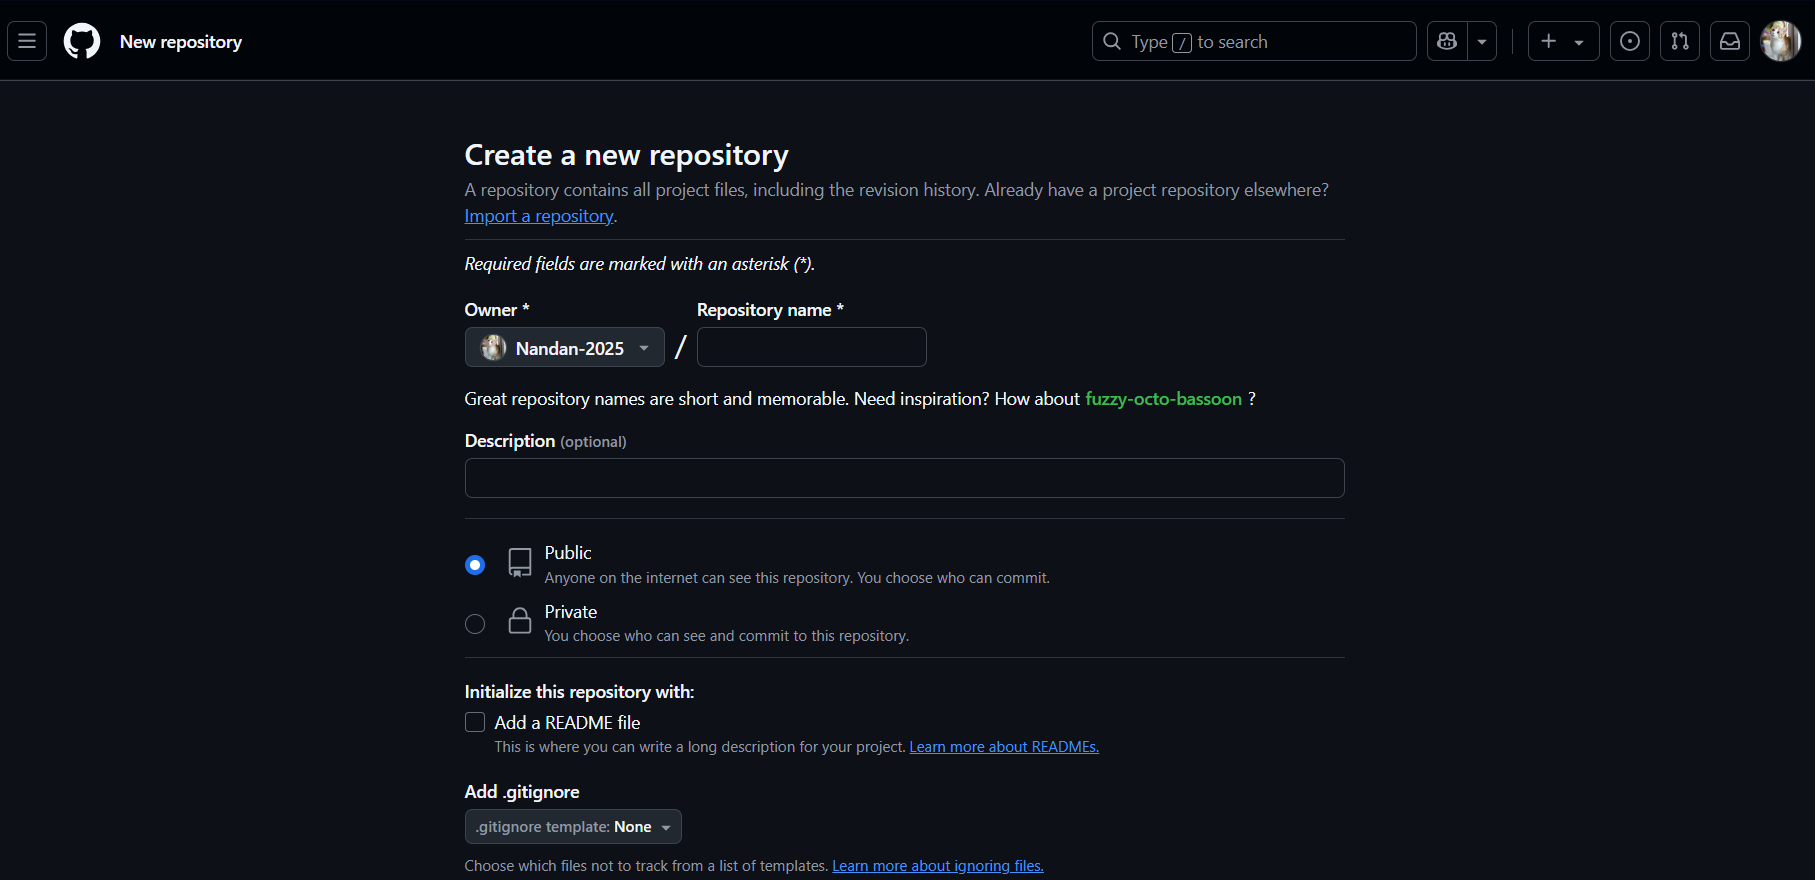 New repository
Type / to search
Create a new repository
A repository contains all project files, including the revision history. Already have a project repository elsewhere?
Import a repository.
Required fields are marked with an asterisk (*).
Owner * Repository name *
Nandan-2025 /
Great repository names are short and memorable. Need inspiration? How about fuzzy-octo-bassoon ?
Description (optional)
Public
Anyone on the internet can see this repository. You choose who can commit.
Private
You choose who can see and commit to this repository.
Initialize this repository with:
Add a README file
This is where you can write a long description for your project. Learn more about READMEs.
Add .gitignore
.gitignore template: None
Choose which files not to track from a list of templates. Learn more about ignoring files.